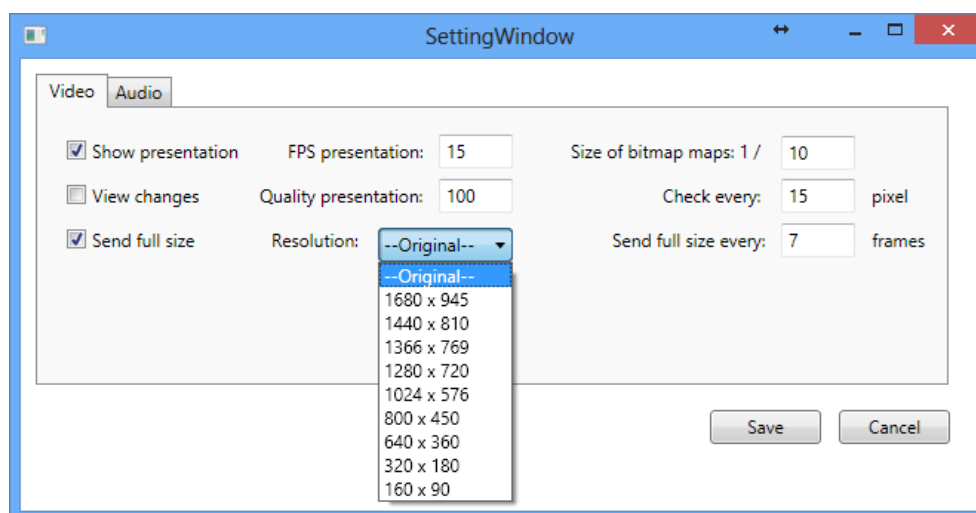 SettingWindow
Video Audio
Show presentation FPS presentation: 15 Size of bitmap maps: 1 / 10
View changes Quality presentation: 100 Check every: 15 pixel
Send full size Resolution: --Original-- Send full size every: 7 frames
--Original--
1680 x 945
1440 x 810
1366 x 769
1280 x 720
1024 x 576
800 x 450
640 x 360
320 x 180
160 x 90
Save Cancel